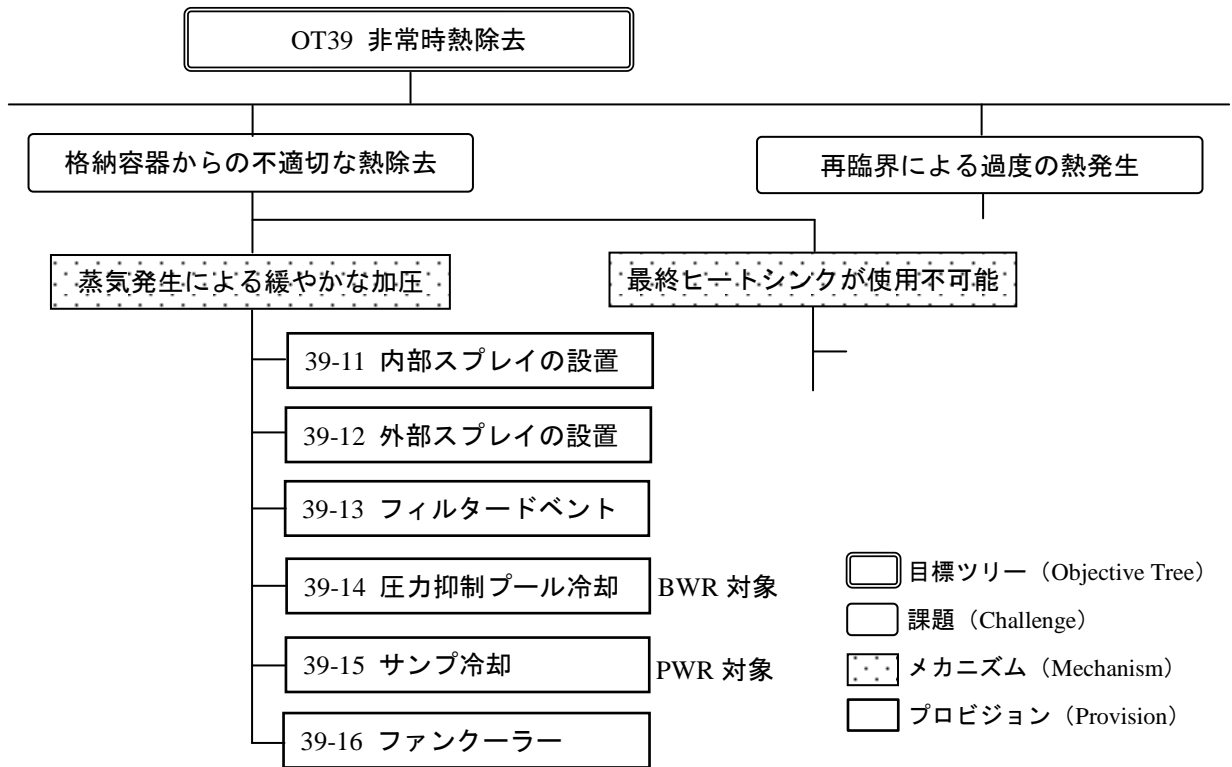 OT39 非常時熱除去
格納容器からの不適切な熱除去
再臨界による過度の熱発生
蒸気発生による緩やかな加圧
最終ヒートシンクが使用不可能
39-11 内部スプレイの設置
39-12 外部スプレイの設置
39-13 フィルタードベント
39-14 圧力抑制プール冷却 BWR 対象
39-15 サンプ冷却 PWR 対象
39-16 ファンクーラー
目標ツリー（Objective Tree）
課題（Challenge）
メカニズム（Mechanism）
プロビジョン（Provision）